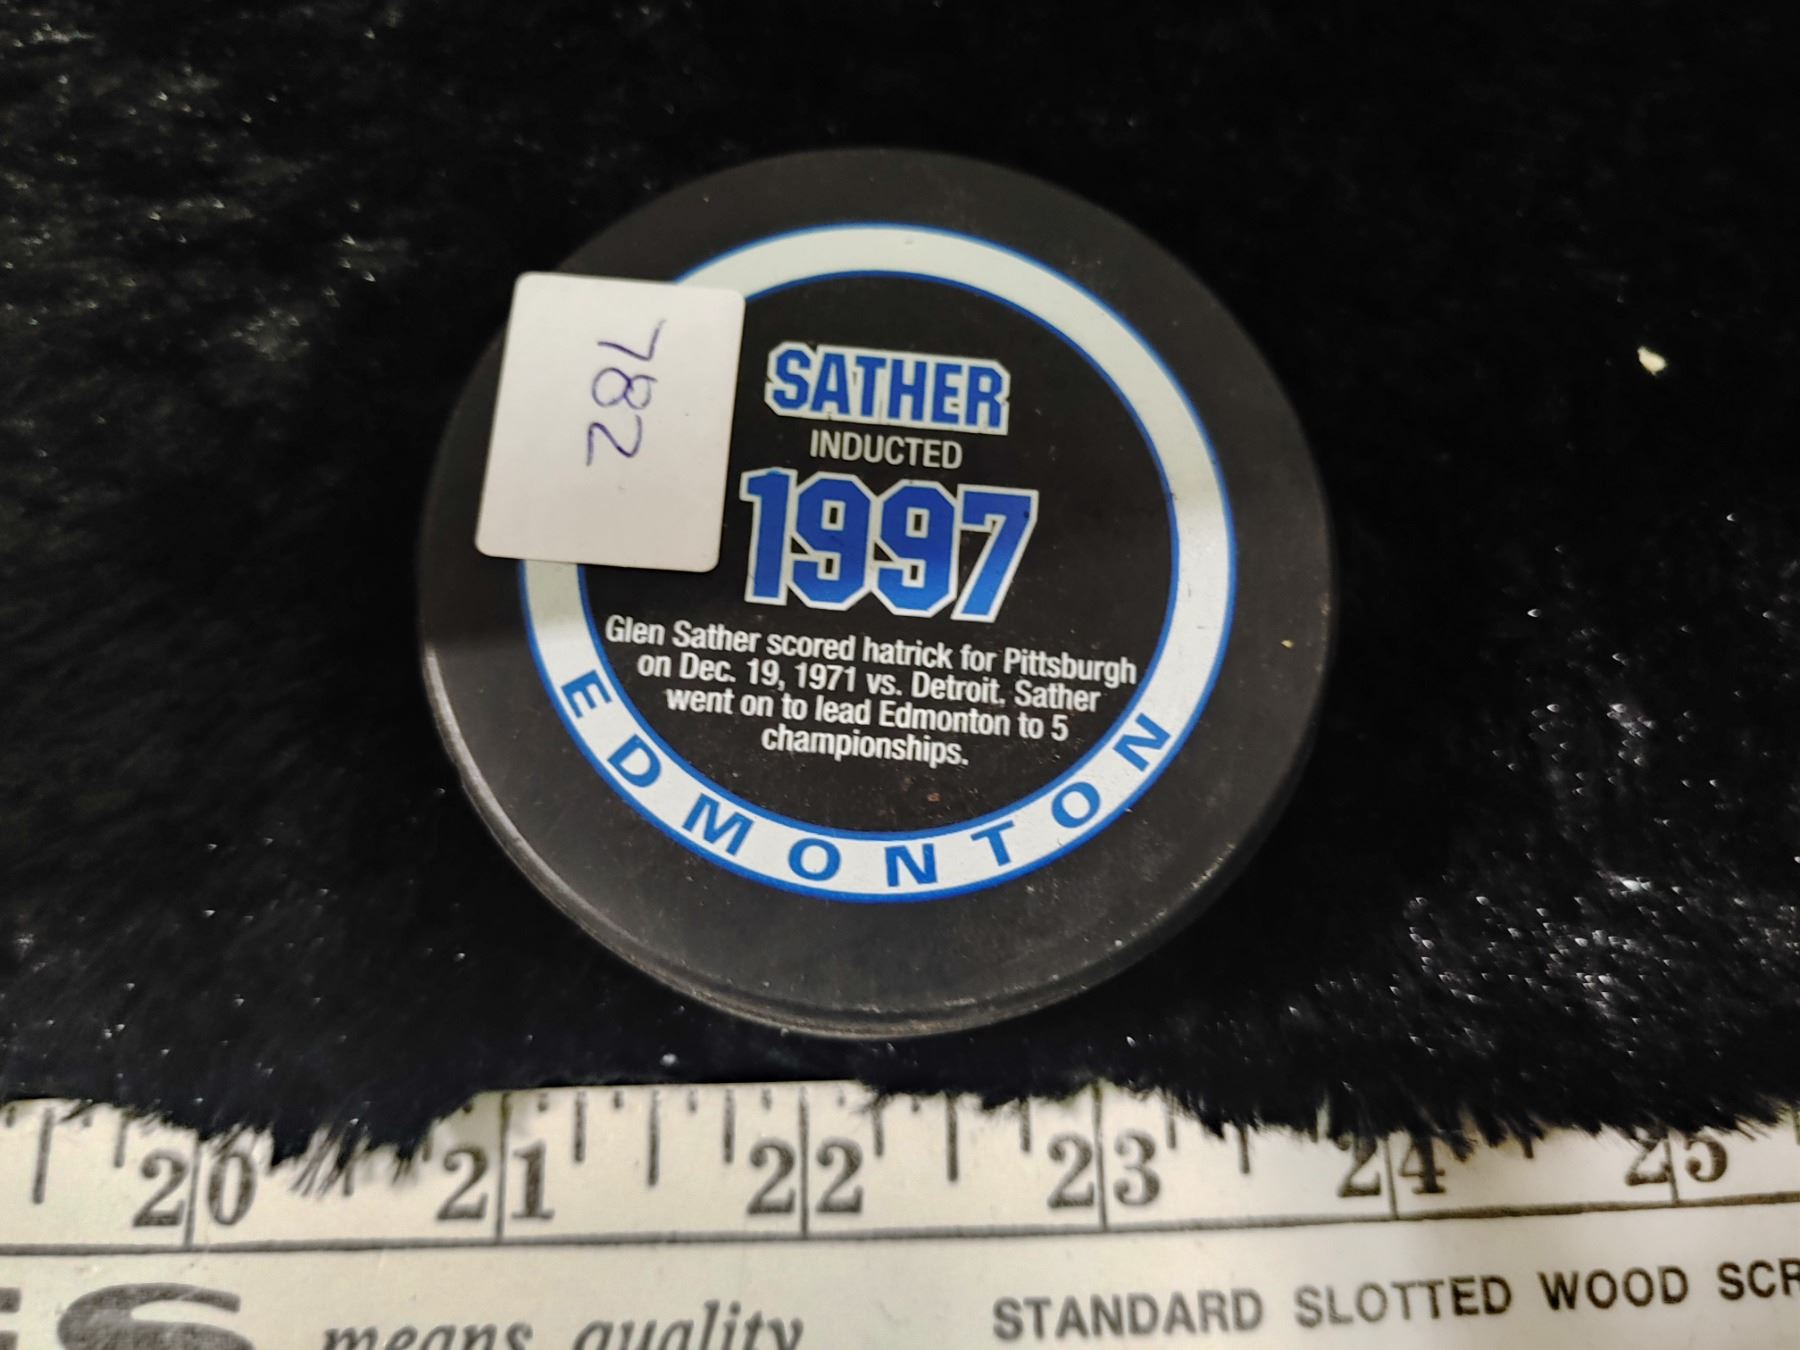 782
SATHER
INDUCTED
1997
Glen Sather scored hatrick for Pittsburgh
on Dec. 19, 1971 vs. Detroit. Sather
went on to lead Edmonton to 5
championships.
EDMONTON
20 21 22 23 24 25
means quality
STANDARD SLOTTED WOOD SCR